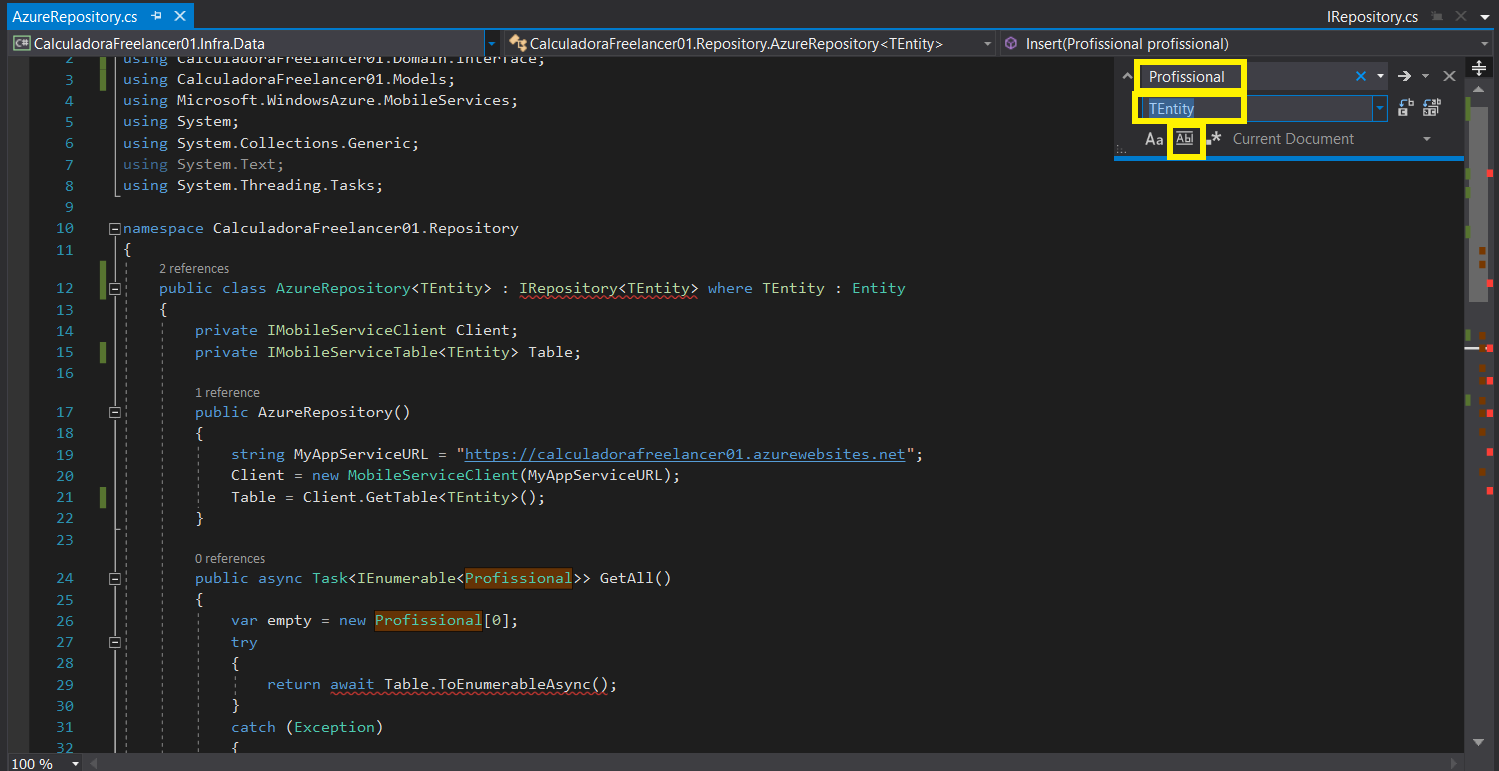 AzureRepository.cs
IRepository.cs
C# CalculadoraFreelancer01.Infra.Data
CalculadoraFreelancer01.Repository.AzureRepository<TEntity>
Insert(Profissional profissional)
Profissional
TEntity
Aa Abl .* Current Document
2 using CalculadoraFreelancer01.Domain.Interface;
3 using CalculadoraFreelancer01.Models;
4 using Microsoft.WindowsAzure.MobileServices;
5 using System;
6 using System.Collections.Generic;
7 using System.Text;
8 using System.Threading.Tasks;
9
10 namespace CalculadoraFreelancer01.Repository
11 {
2 references
12 public class AzureRepository<TEntity> : IRepository<TEntity> where TEntity : Entity
13 {
14 private IMobileServiceClient Client;
15 private IMobileServiceTable<TEntity> Table;
16
1 reference
17 public AzureRepository()
18 {
19 string MyAppServiceURL = "https://calculadorafreelancer01.azurewebsites.net";
20 Client = new MobileServiceClient(MyAppServiceURL);
21 Table = Client.GetTable<TEntity>();
22 }
23
0 references
24 public async Task<IEnumerable<Profissional>> GetAll()
25 {
26 var empty = new Profissional[0];
27 try
28 {
29 return await Table.ToEnumerableAsync();
30 }
31 catch (Exception)
32 {
100 %